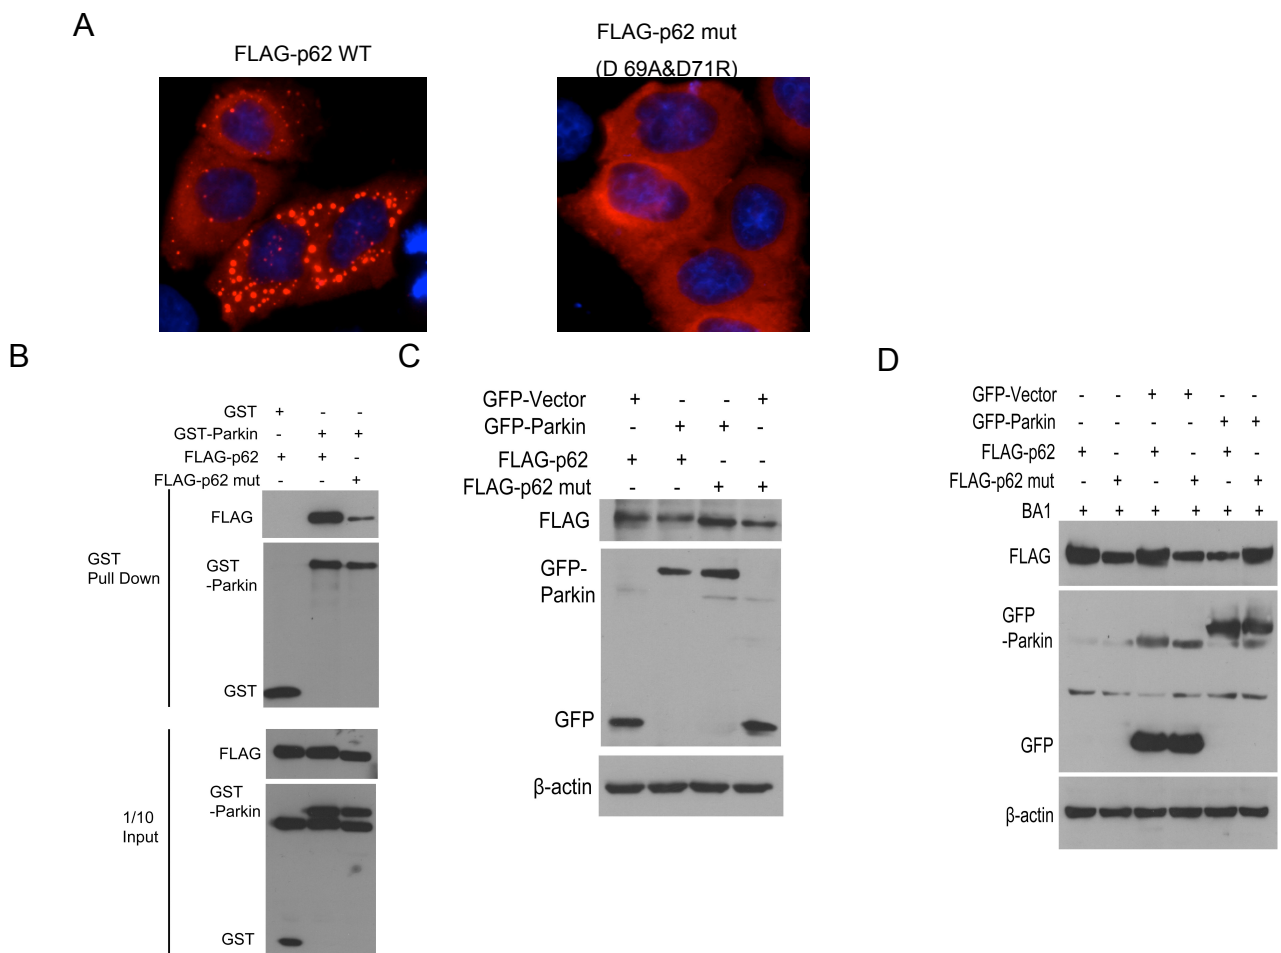 A
FLAG-p62 WT
FLAG-p62 mut
(D 69A&D71R)
B
GST + - -
GST-Parkin - + +
FLAG-p62 + + -
FLAG-p62 mut - - +
FLAG
GST
Pull Down
GST
-Parkin
GST
FLAG
GST
-Parkin
1/10
Input
GST
C
GFP-Vector + - - +
GFP-Parkin - + + -
FLAG-p62 + + - -
FLAG-p62 mut - - + +
FLAG
GFP-
Parkin
GFP
β-actin
D
GFP-Vector - - + + - -
GFP-Parkin - - - - + +
FLAG-p62 + - + - + -
FLAG-p62 mut - + - + - +
BA1 + + + + + +
FLAG
GFP
-Parkin
GFP
β-actin